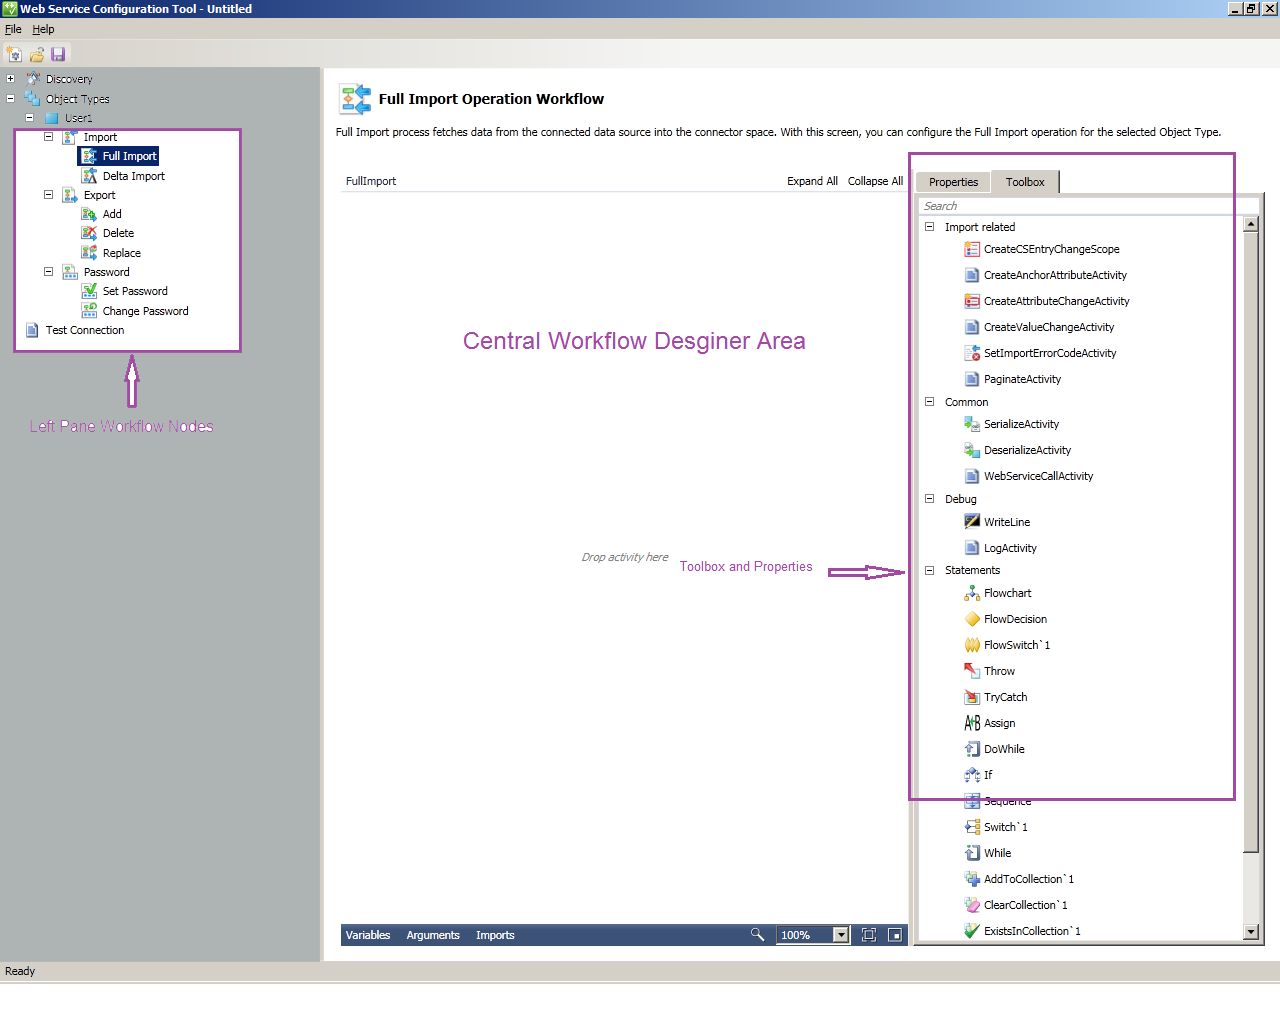 Web Service Configuration Tool - Untitled
File Help
Discovery
Object Types
User1
Import
Full Import
Delta Import
Export
Add
Delete
Replace
Password
Set Password
Change Password
Test Connection
Left Pane Workflow Nodes
Full Import Operation Workflow
Full Import process fetches data from the connected data source into the connector space. With this screen, you can configure the Full Import operation for the selected Object Type.
FullImport Expand All Collapse All
Central Workflow Desginer Area
Drop activity here
Toolbox and Properties
Variables Arguments Imports 100%
Properties Toolbox
Search
Import related
CreateCSEntryChangeScope
CreateAnchorAttributeActivity
CreateAttributeChangeActivity
CreateValueChangeActivity
SetImportErrorCodeActivity
PaginateActivity
Common
SerializeActivity
DeserializeActivity
WebServiceCallActivity
Debug
WriteLine
LogActivity
Statements
Flowchart
FlowDecision
FlowSwitch`1
Throw
TryCatch
A+B Assign
DoWhile
If
Sequence
Switch`1
While
AddToCollection`1
ClearCollection`1
ExistsInCollection`1
Ready